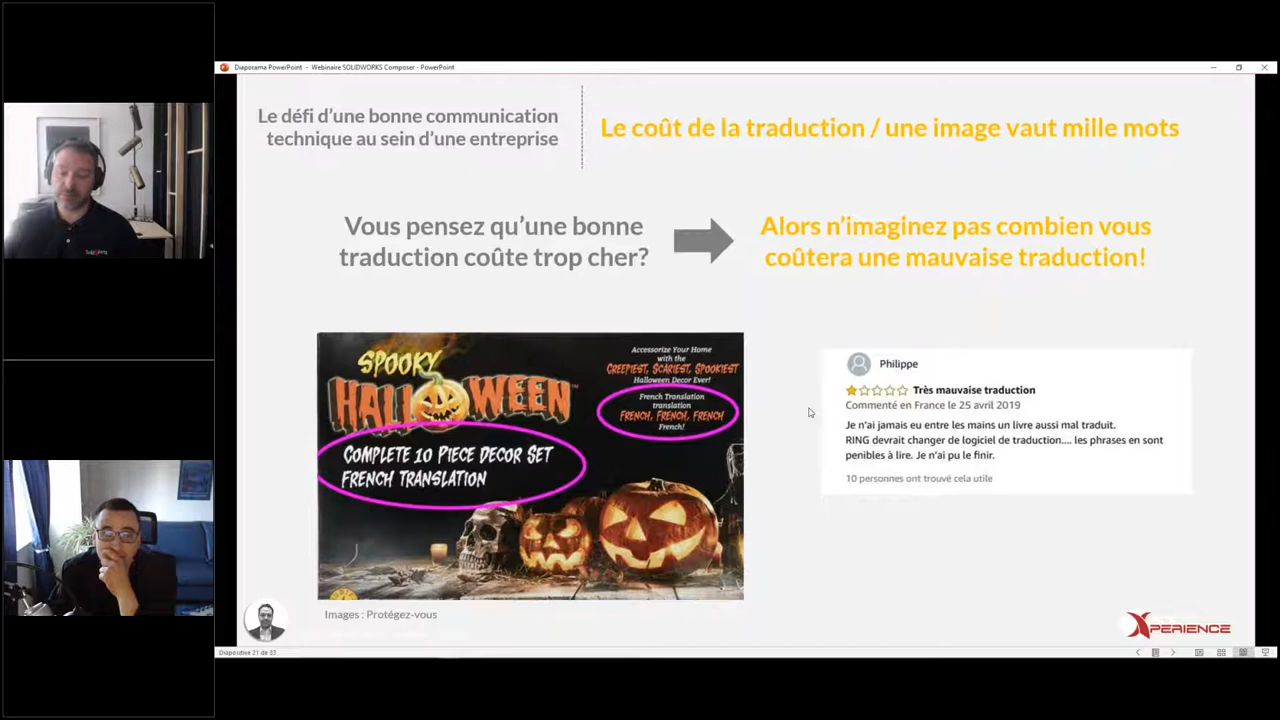 Diaporama PowerPoint - Webinaire SOLIDWORKS Composer - PowerPoint
Le défi d’une bonne communication
technique au sein d’une entreprise
Le coût de la traduction / une image vaut mille mots
Vous pensez qu’une bonne
traduction coûte trop cher?
Alors n’imaginez pas combien vous
coûtera une mauvaise traduction!
SPOOKY
HALLOWEEN
COMPLETE 10 PIECE DECOR SET
FRENCH TRANSLATION
Accessorize Your Home
with the
CREEPIEST, SCARIEST, SPOOKIEST
Halloween Decor Ever!
French Translation
translation
FRENCH, FRENCH, FRENCH
French!
Images : Protégez-vous
Philippe
Très mauvaise traduction
Commenté en France le 25 avril 2019
Je n’ai jamais eu entre les mains un livre aussi mal traduit.
RING devrait changer de logiciel de traduction.... les phrases en sont
penibles à lire. Je n’ai pu le finir.
10 personnes ont trouvé cela utile
XPERIENCE
Diapositive 21 de 33